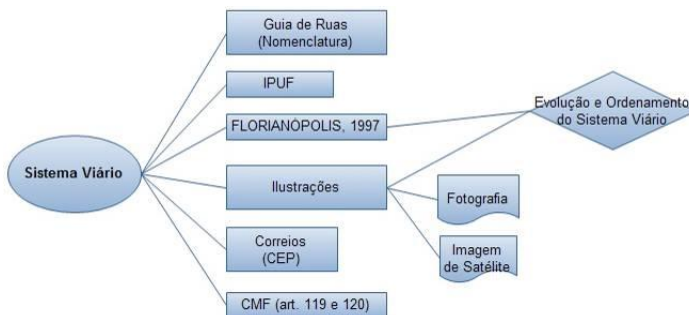 Guia de Ruas
(Nomenclatura)
IPUF
FLORIANÓPOLIS, 1997
Evolução e Ordenamento
do Sistema Viário
Sistema Viário
Ilustrações
Fotografia
Correios
(CEP)
Imagem
de Satélite
CMF (art. 119 e 120)